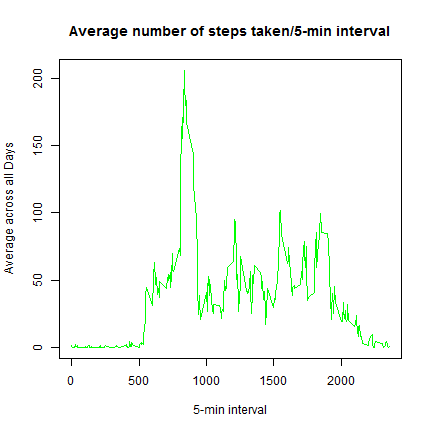 Average number of steps taken/5-min interval
Average across all Days
200
150
100
50
0
0 500 1000 1500 2000
5-min interval